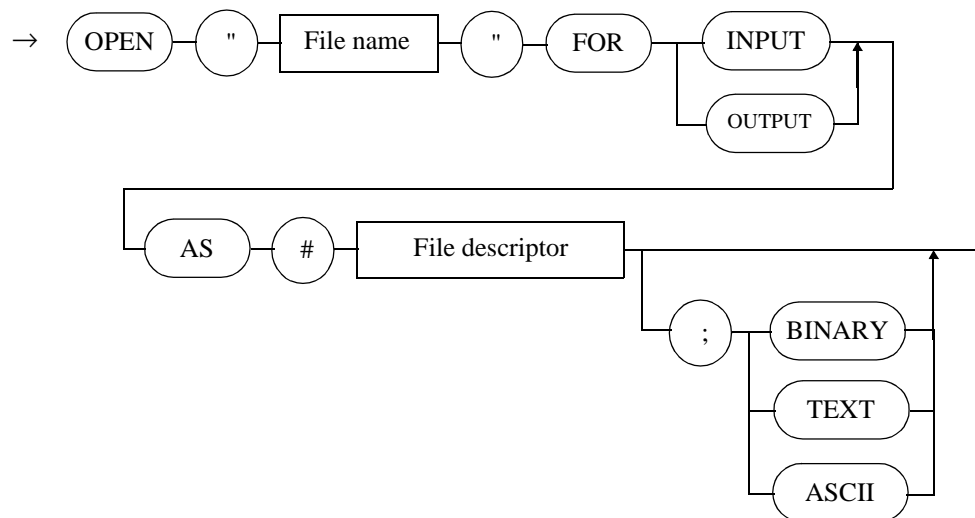 → OPEN " File name " FOR INPUT
OUTPUT
AS # File descriptor
; BINARY
TEXT
ASCII